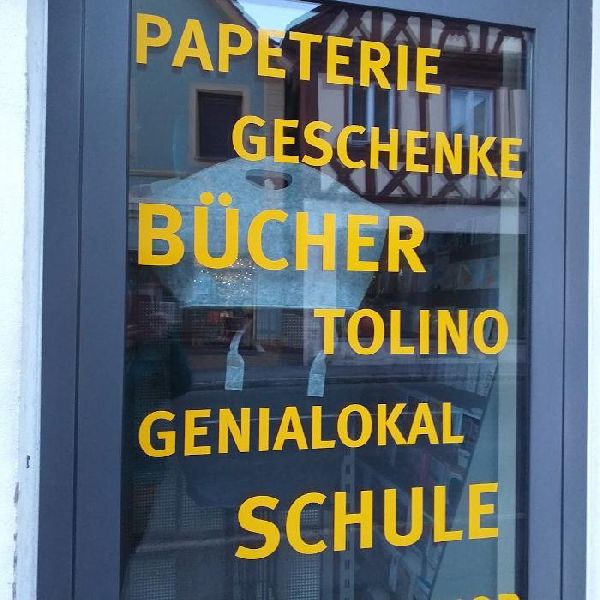 PAPETERIE
GESCHENKE
BÜCHER
TOLINO
GENIALOKAL
SCHULE